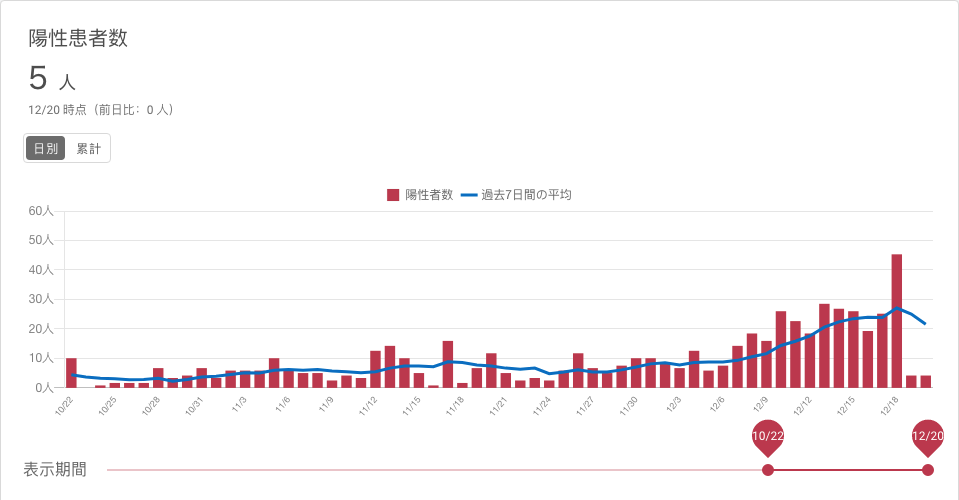 陽性患者数
5 人
12/20 時点（前日比：0 人）
日別 累計
陽性者数 過去7日間の平均
60人
50人
40人
30人
20人
10人
0人
10/22 10/25 10/28 10/31 11/3 11/6 11/9 11/12 11/15 11/18 11/21 11/24 11/27 11/30 12/3 12/6 12/9 12/12 12/15 12/18
10/22 12/20
表示期間